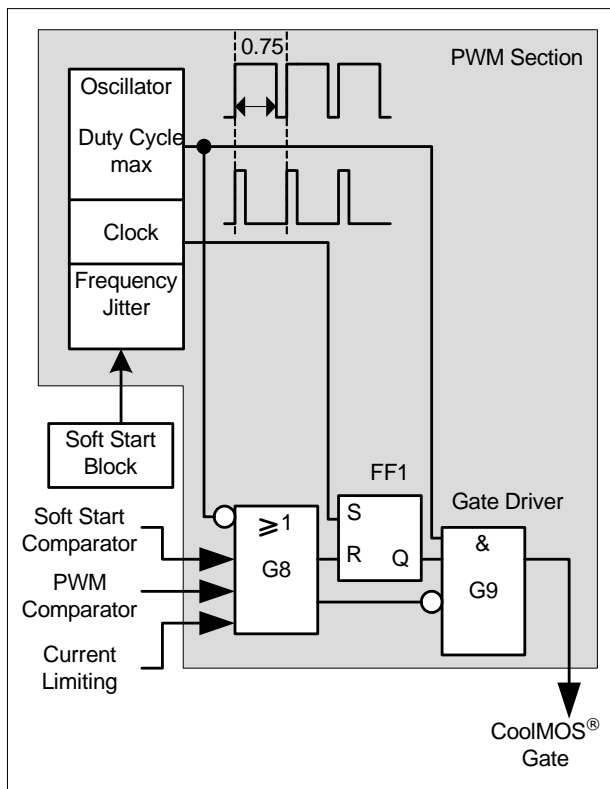 0.75
PWM Section
Oscillator
Duty Cycle
max
Clock
Frequency
Jitter
Soft Start
Block
FF1
Gate Driver
Soft Start
Comparator
PWM
Comparator
Current
Limiting
⩾1
G8
S
R
Q
&
G9
CoolMOS®
Gate